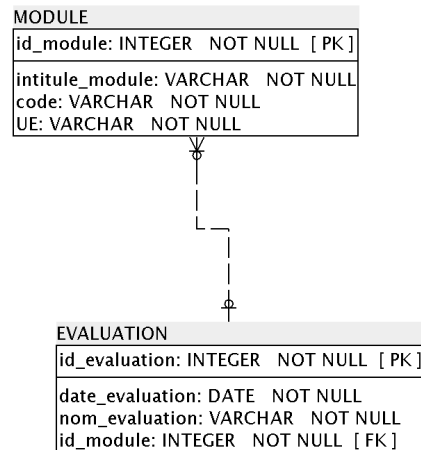 MODULE
id_module: INTEGER NOT NULL [ PK ]
intitule_module: VARCHAR NOT NULL
code: VARCHAR NOT NULL
UE: VARCHAR NOT NULL
EVALUATION
id_evaluation: INTEGER NOT NULL [ PK ]
date_evaluation: DATE NOT NULL
nom_evaluation: VARCHAR NOT NULL
id_module: INTEGER NOT NULL [ FK ]